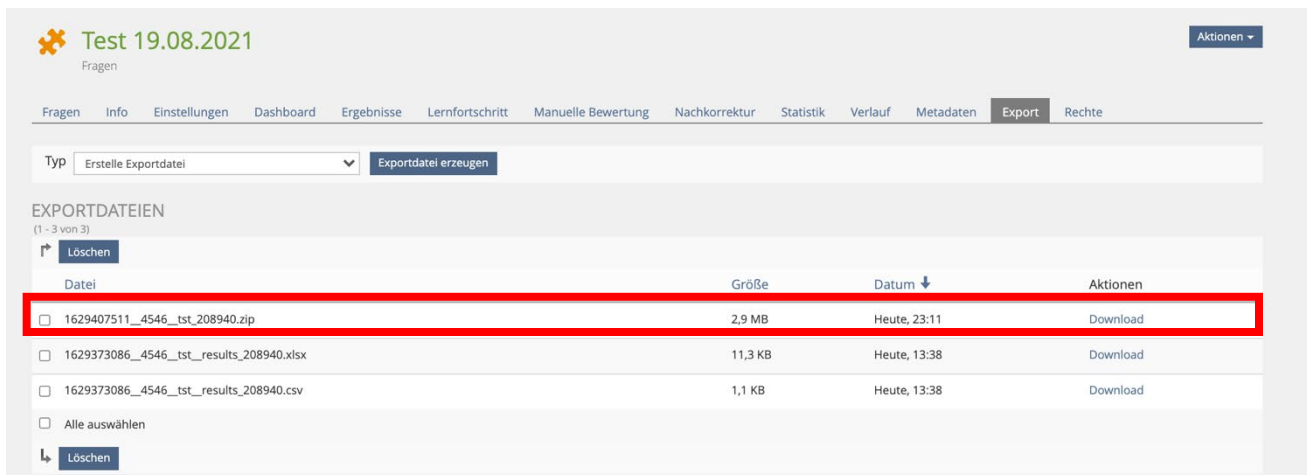 Test 19.08.2021
Aktionen
Fragen
Fragen Info Einstellungen Dashboard Ergebnisse Lernfortschritt Manuelle Bewertung Nachkorrektur Statistik Verlauf Metadaten Export Rechte
Typ Erstelle Exportdatei Exportdatei erzeugen
EXPORTDATEIEN
(1 - 3 von 3)
Löschen
Datei Größe Datum Aktionen
1629407511__4546__tst_208940.zip 2,9 MB Heute, 23:11 Download
1629373086__4546__tst__results_208940.xlsx 11,3 KB Heute, 13:38 Download
1629373086__4546__tst__results_208940.csv 1,1 KB Heute, 13:38 Download
Alle auswählen
Löschen